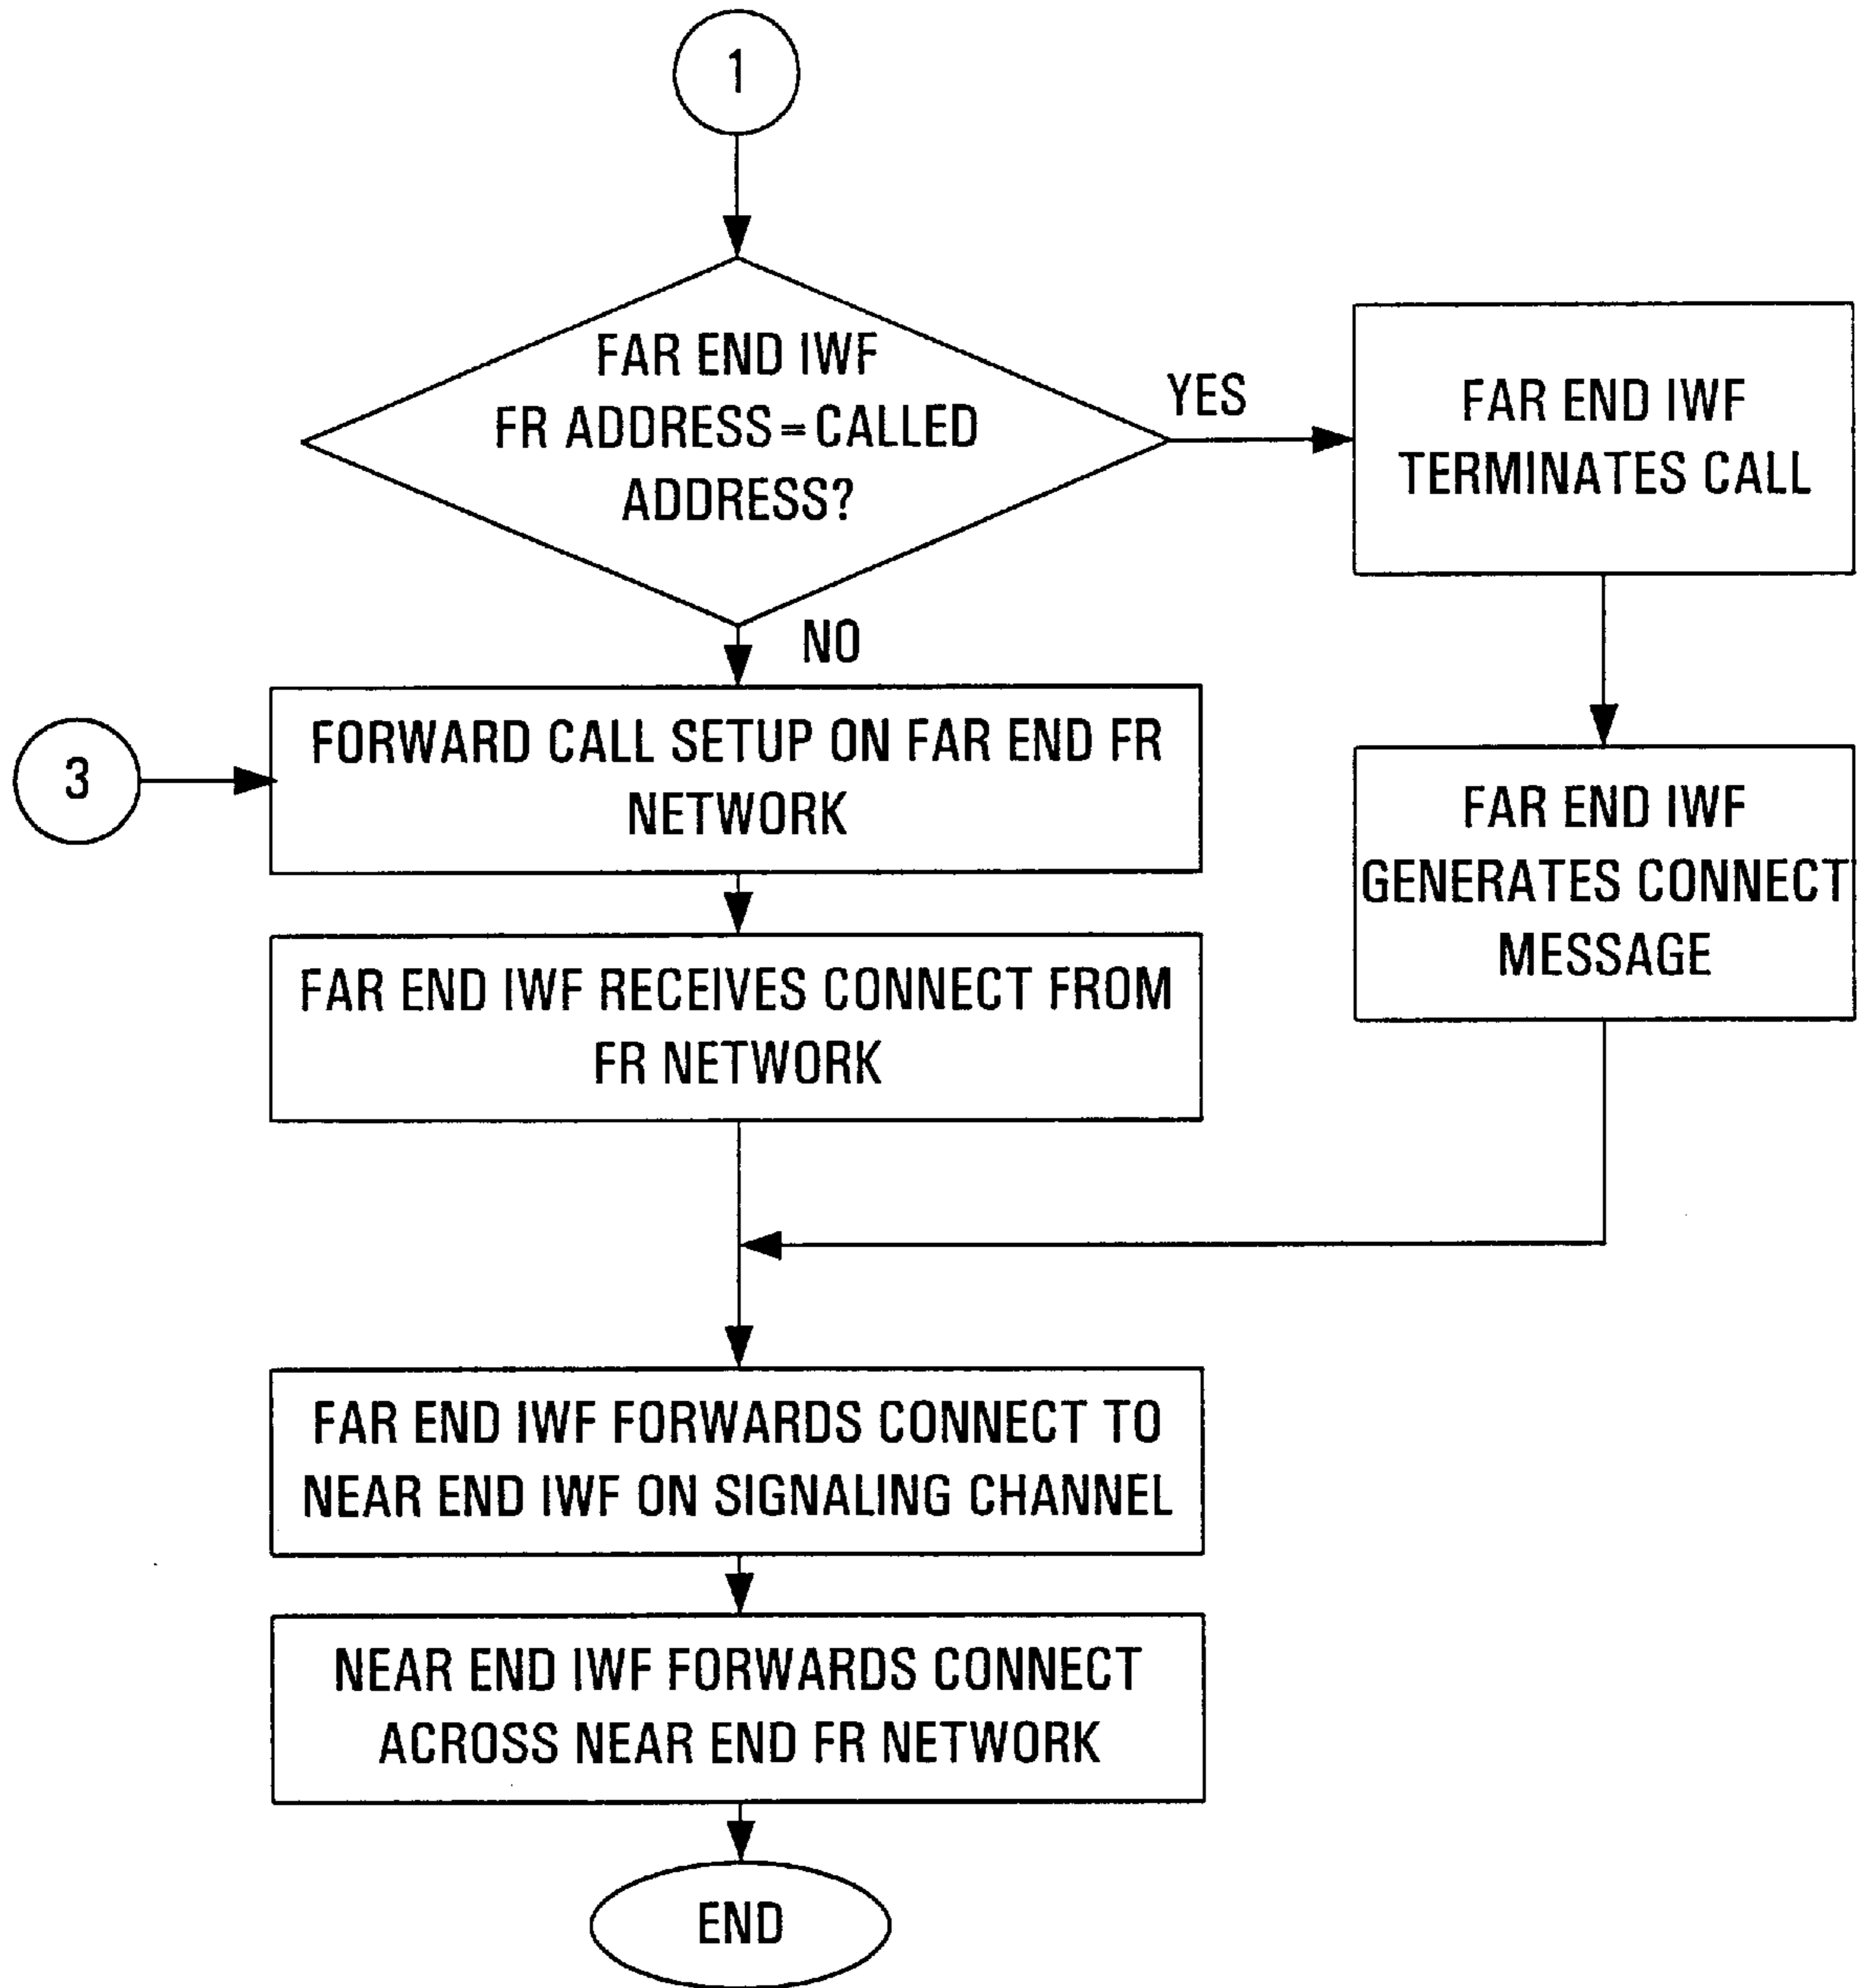 1
FAR END IWF
FR ADDRESS = CALLED
ADDRESS?
YES
FAR END IWF
TERMINATES CALL
NO
3
FORWARD CALL SETUP ON FAR END FR
NETWORK
FAR END IWF
GENERATES CONNECT
MESSAGE
FAR END IWF RECEIVES CONNECT FROM
FR NETWORK
FAR END IWF FORWARDS CONNECT TO
NEAR END IWF ON SIGNALING CHANNEL
NEAR END IWF FORWARDS CONNECT
ACROSS NEAR END FR NETWORK
END